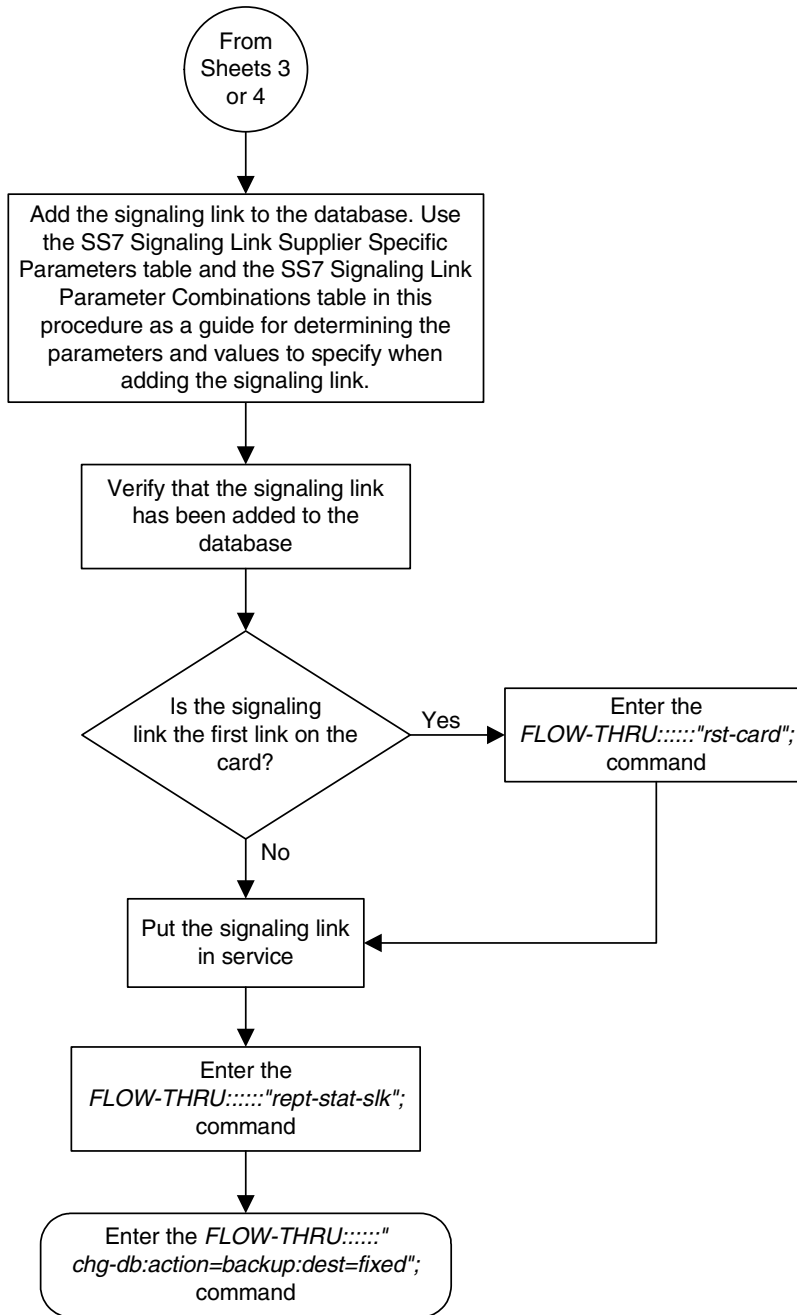 From
Sheets 3
or 4
Add the signaling link to the database. Use
the SS7 Signaling Link Supplier Specific
Parameters table and the SS7 Signaling Link
Parameter Combinations table in this
procedure as a guide for determining the
parameters and values to specify when
adding the signaling link.
Verify that the signaling link
has been added to the
database
Is the signaling
link the first link on the
card?
Yes
Enter the
FLOW-THRU::::::"rst-card";
command
No
Put the signaling link
in service
Enter the
FLOW-THRU::::::"rept-stat-slk";
command
Enter the FLOW-THRU::::::"
chg-db:action=backup:dest=fixed";
command